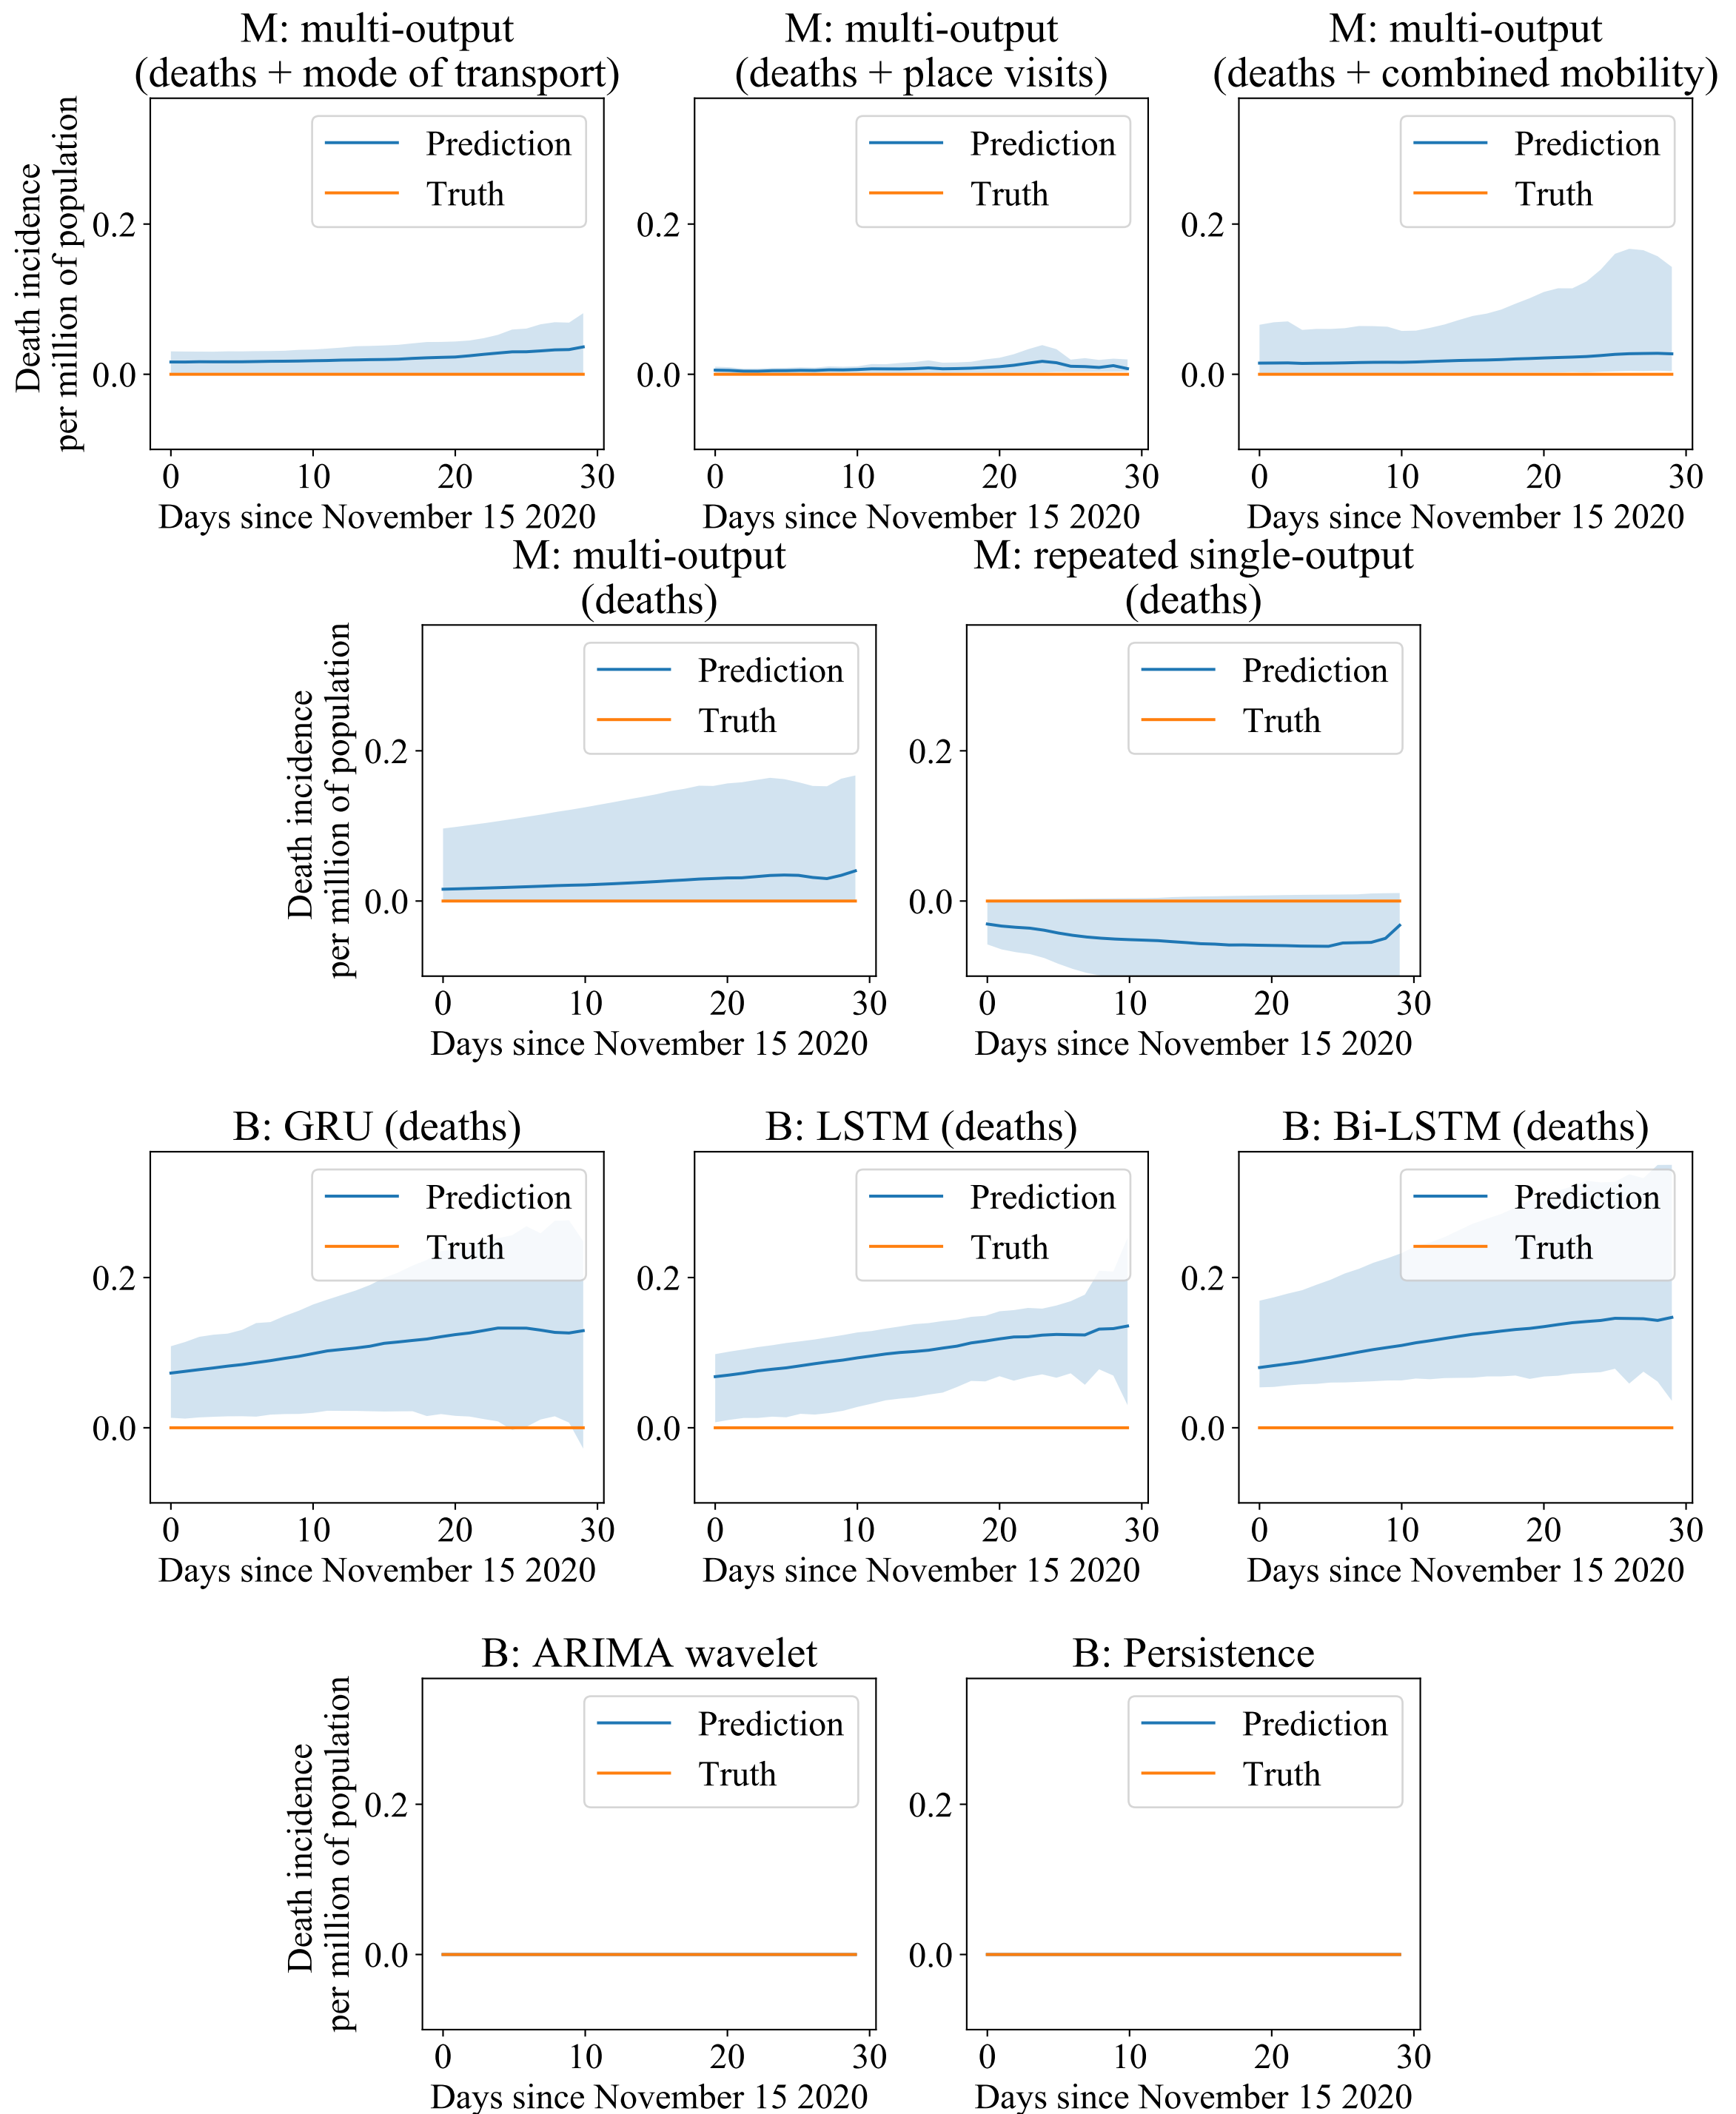 M: multi-output
(deaths + mode of transport)
M: multi-output
(deaths + place visits)
M: multi-output
(deaths + combined mobility)
Death incidence
per million of population
Prediction
Truth
0.2
0.0
0 10 20 30
Days since November 15 2020
Prediction
Truth
0.2
0.0
0 10 20 30
Days since November 15 2020
Prediction
Truth
0.2
0.0
0 10 20 30
Days since November 15 2020
M: multi-output
(deaths)
M: repeated single-output
(deaths)
Death incidence
per million of population
Prediction
Truth
0.2
0.0
0 10 20 30
Days since November 15 2020
Prediction
Truth
0.2
0.0
0 10 20 30
Days since November 15 2020
B: GRU (deaths)
Prediction
Truth
0.2
0.0
0 10 20 30
Days since November 15 2020
B: LSTM (deaths)
Prediction
Truth
0.2
0.0
0 10 20 30
Days since November 15 2020
B: Bi-LSTM (deaths)
Prediction
Truth
0.2
0.0
0 10 20 30
Days since November 15 2020
B: ARIMA wavelet
Death incidence
per million of population
Prediction
Truth
0.2
0.0
0 10 20 30
Days since November 15 2020
B: Persistence
Prediction
Truth
0.2
0.0
0 10 20 30
Days since November 15 2020